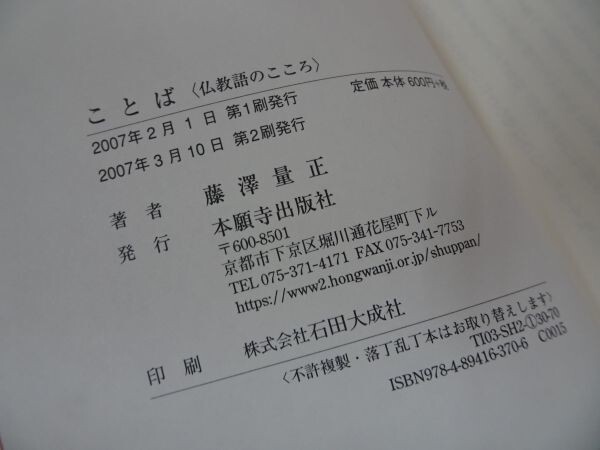 ことば〈仏教語のこころ〉
2007年2月1日 第1刷発行 定価 本体 600円+税
2007年3月10日 第2刷発行
著者 藤澤量正
発行 本願寺出版社
〒600-8501
京都市下京区堀川通花屋町下ル
TEL 075-371-4171 FAX 075-341-7753
https://www2.hongwanji.or.jp/shuppan/
印刷 株式会社石田大成社
〈不許複製・落丁乱丁本はお取り替えします〉
TI03-SH2-①30-70
ISBN978-4-89416-370-6 C0015